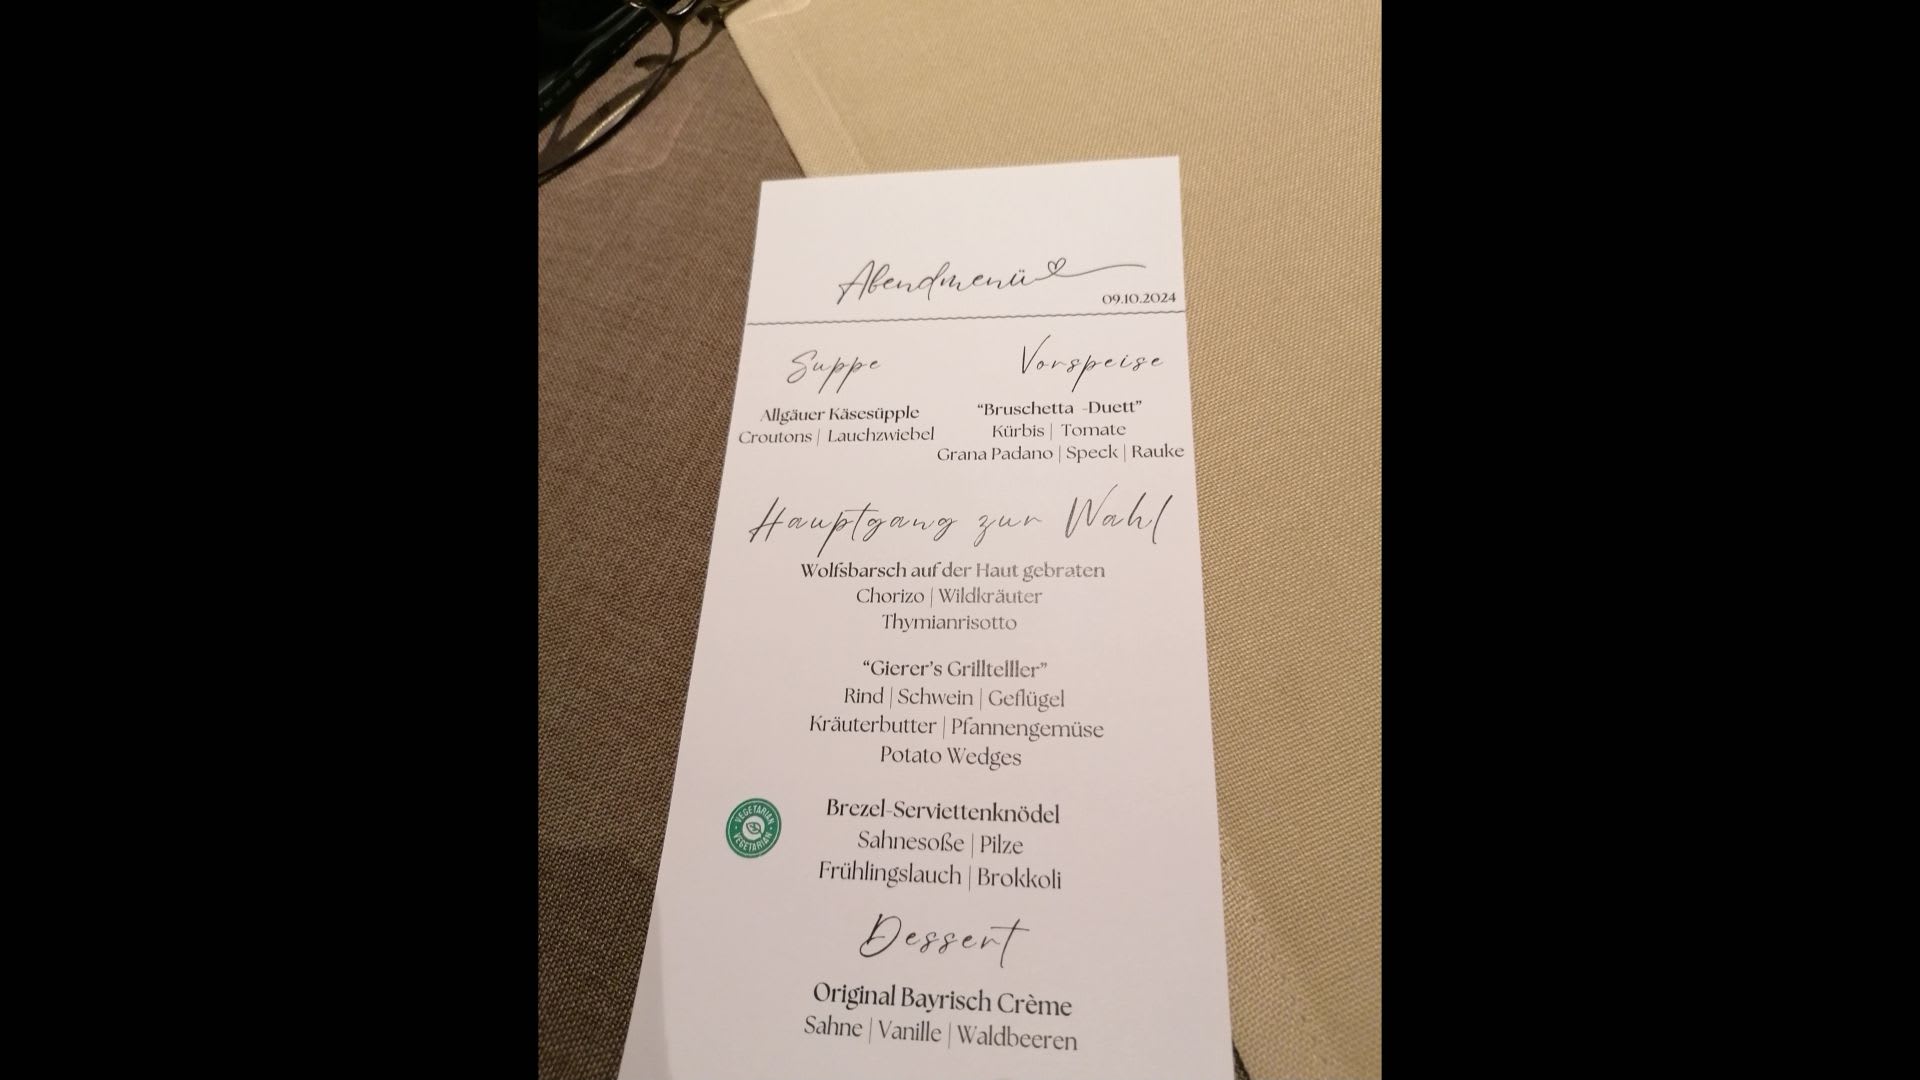 Abendmenü
09.10.2024
Suppe
Allgäuer Käsesüpple
Croutons | Lauchzwiebel
Vorspeise
“Bruschetta -Duett”
Kürbis | Tomate
Grana Padano | Speck | Rauke
Hauptgang zur Wahl
Wolfsbarsch auf der Haut gebraten
Chorizo | Wildkräuter
Thymianrisotto
“Gierer’s Grilltelller”
Rind | Schwein | Geflügel
Kräuterbutter | Pfannengemüse
Potato Wedges
VEGETARIAN
VEGETARIAN
Brezel-Serviettenknödel
Sahnesoße | Pilze
Frühlingslauch | Brokkoli
Dessert
Original Bayrisch Crème
Sahne | Vanille | Waldbeeren